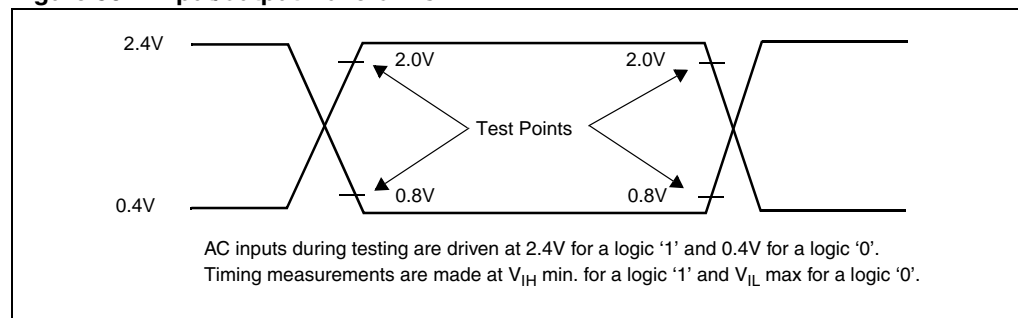 2.4V
2.0V
2.0V
Test Points
0.8V
0.8V
0.4V
AC inputs during testing are driven at 2.4V for a logic ‘1’ and 0.4V for a logic ‘0’.
Timing measurements are made at VIH min. for a logic ‘1’ and VIL max for a logic ‘0’.